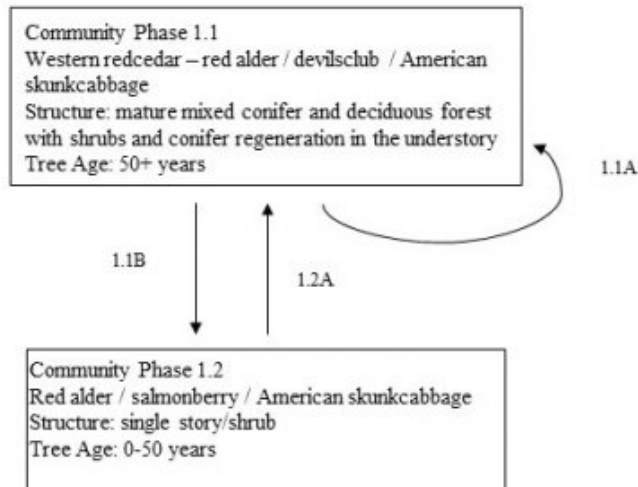 Community Phase 1.1
Western redcedar – red alder / devilsclub / American
skunkcabbage
Structure: mature mixed conifer and deciduous forest
with shrubs and conifer regeneration in the understory
Tree Age: 50+ years
1.1A
1.1B
1.2A
Community Phase 1.2
Red alder / salmonberry / American skunkcabbage
Structure: single story/shrub
Tree Age: 0-50 years